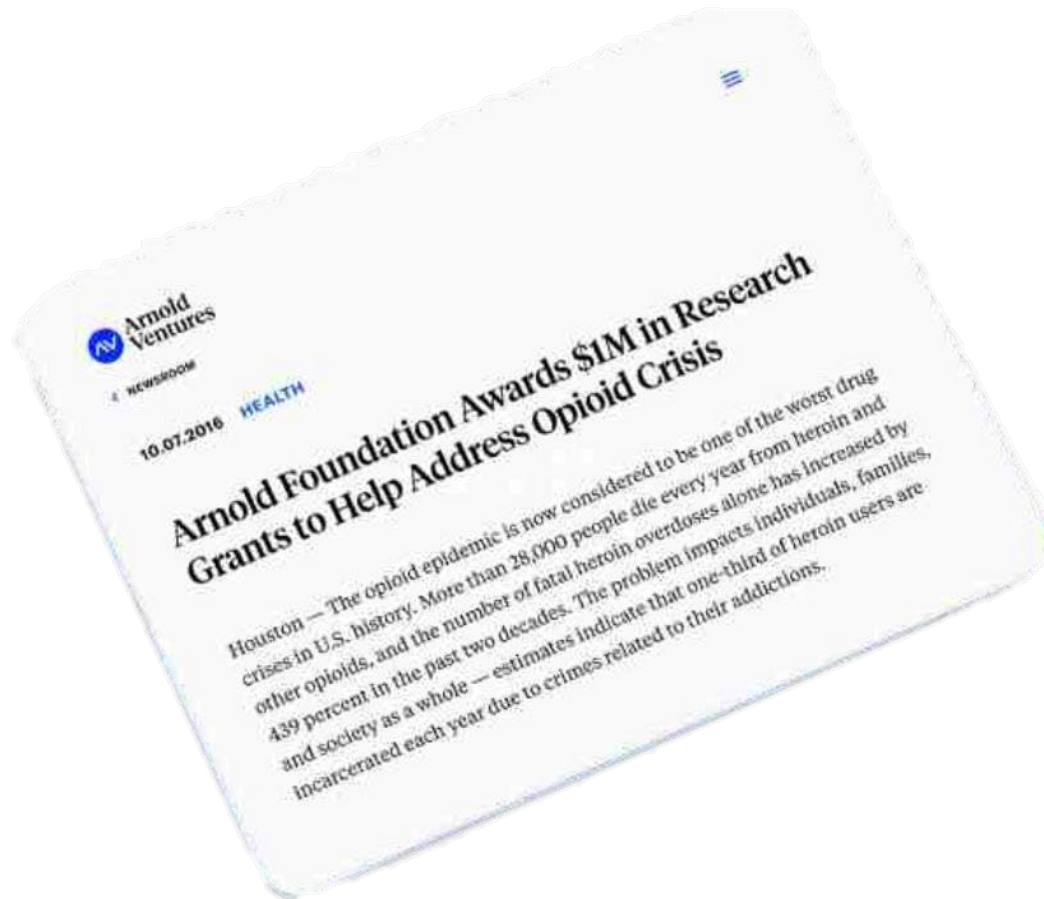 Arnold
Ventures
NEWSROOM
10.07.2016 HEALTH
Arnold Foundation Awards $1M in Research
Grants to Help Address Opioid Crisis
Houston — The opioid epidemic is now considered to be one of the worst drug
crises in U.S. history. More than 28,000 people die every year from heroin and
other opioids, and the number of fatal heroin overdoses alone has increased by
439 percent in the past two decades. The problem impacts individuals, families,
and society as a whole — estimates indicate that one-third of heroin users are
incarcerated each year due to crimes related to their addictions.